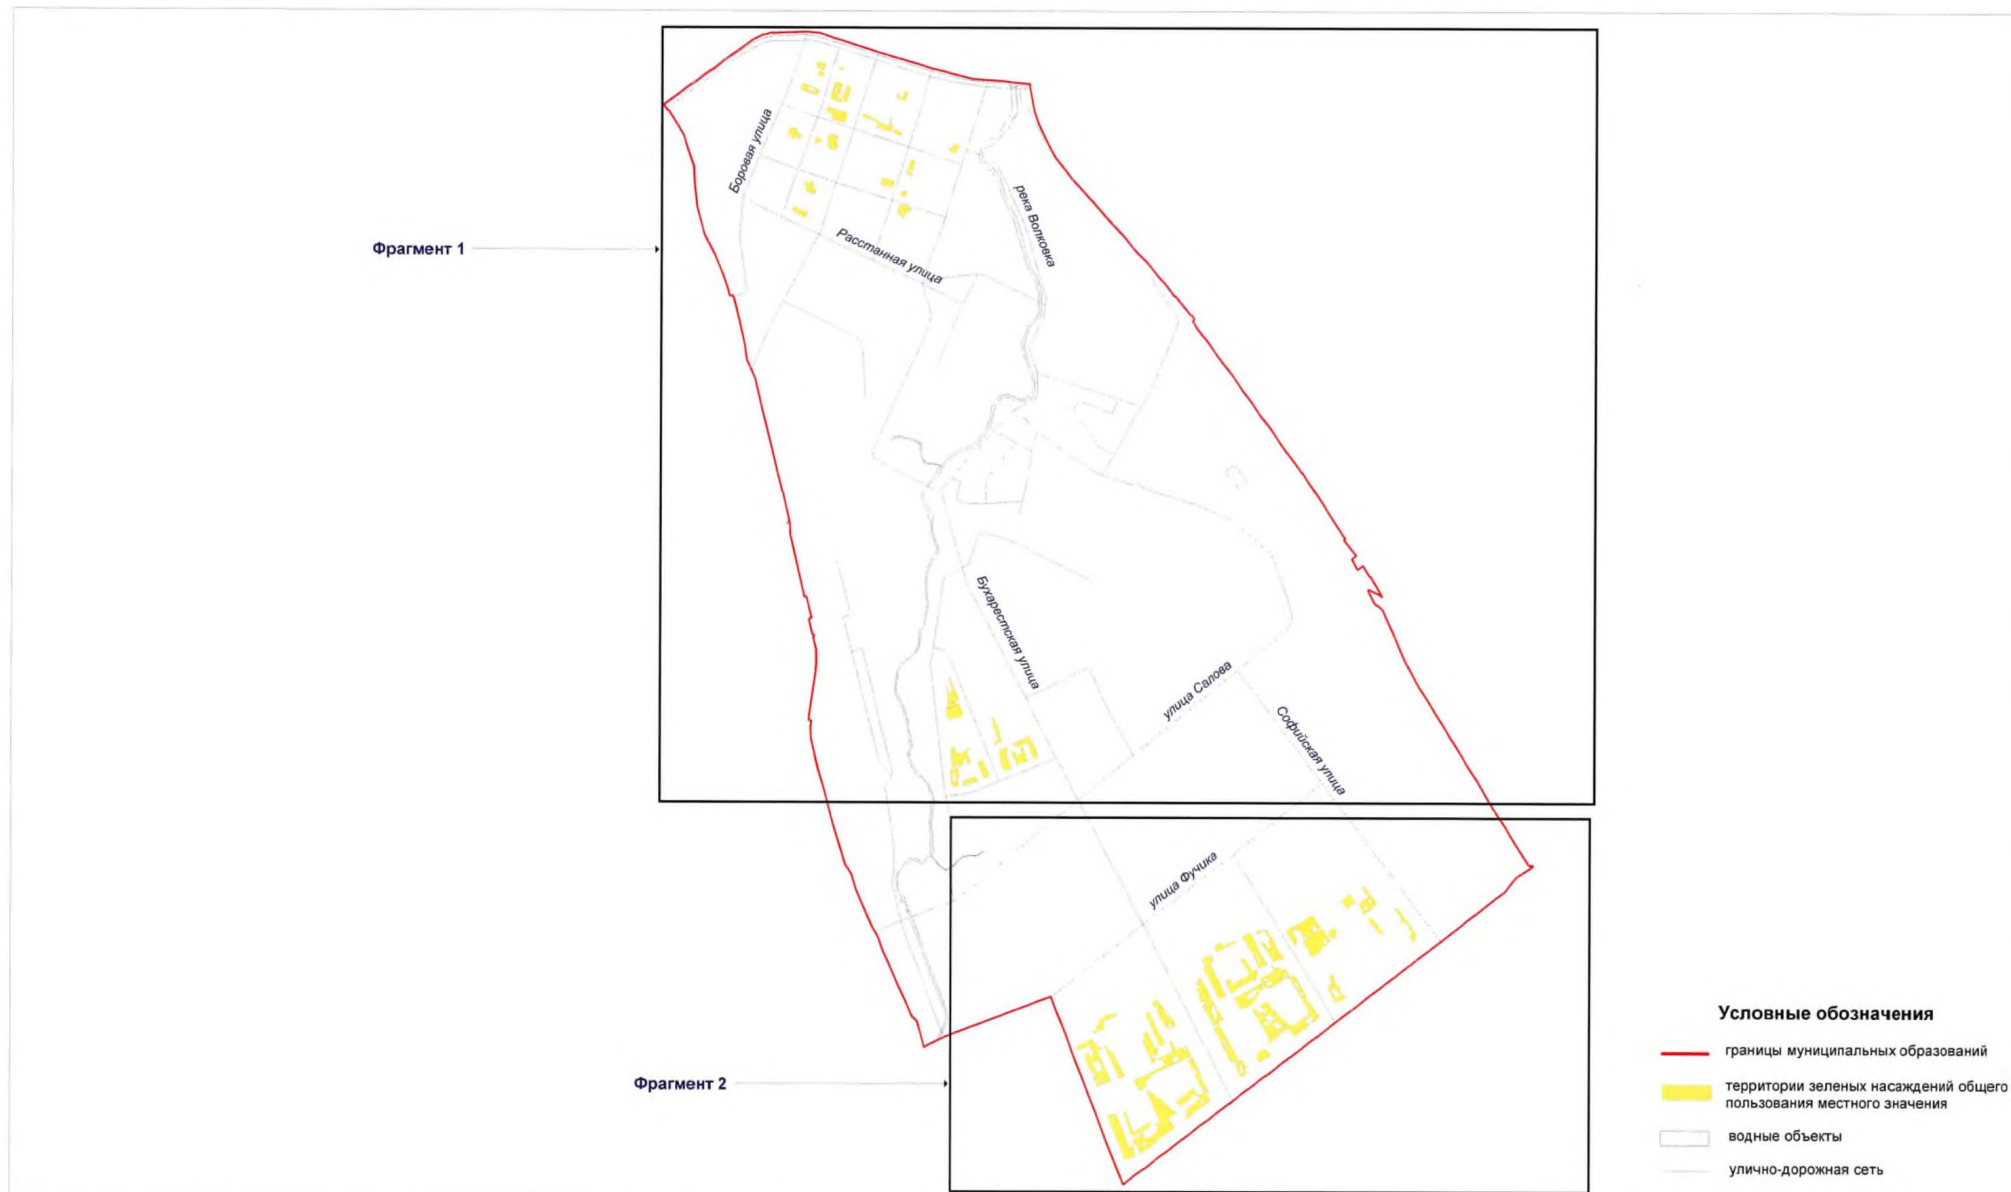 Боровая улица
река Волковка
Фрагмент 1
Расстанная улица
Бухарестская улица
улица Салова
Софийская улица
улица Фучика
Фрагмент 2
Условные обозначения
границы муниципальных образований
территории зеленых насаждений общего
пользования местного значения
водные объекты
улично-дорожная сеть